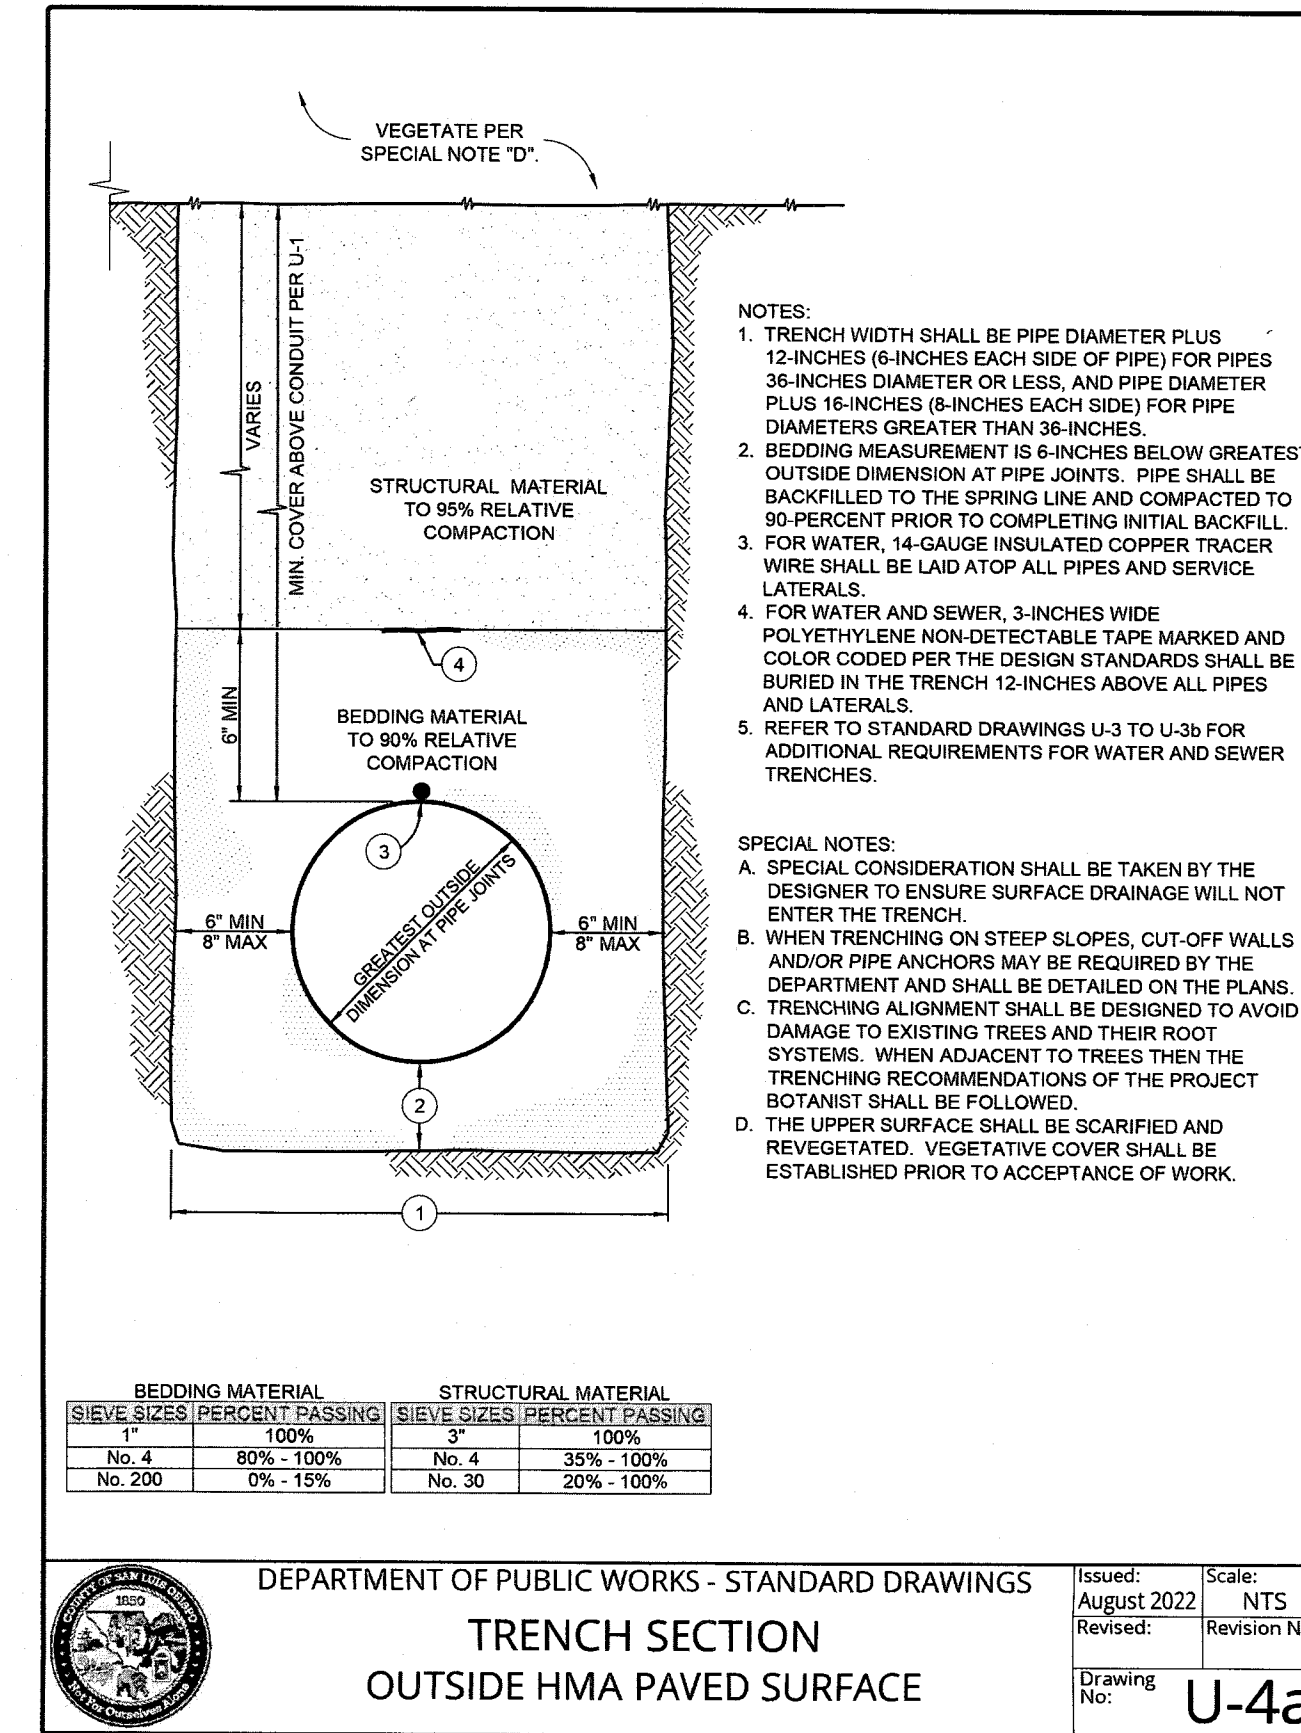 VEGETATE PER
SPECIAL NOTE "D".
VARIES
MIN. COVER ABOVE CONDUIT PER U-1
STRUCTURAL MATERIAL
TO 95% RELATIVE
COMPACTION
4
6" MIN
BEDDING MATERIAL
TO 90% RELATIVE
COMPACTION
3
GREATEST OUTSIDE
DIMENSION AT PIPE JOINTS
6" MIN
8" MAX
6" MIN
8" MAX
2
1
NOTES:
1. TRENCH WIDTH SHALL BE PIPE DIAMETER PLUS
12-INCHES (6-INCHES EACH SIDE OF PIPE) FOR PIPES
36-INCHES DIAMETER OR LESS, AND PIPE DIAMETER
PLUS 16-INCHES (8-INCHES EACH SIDE) FOR PIPE
DIAMETERS GREATER THAN 36-INCHES.
2. BEDDING MEASUREMENT IS 6-INCHES BELOW GREATEST
OUTSIDE DIMENSION AT PIPE JOINTS. PIPE SHALL BE
BACKFILLED TO THE SPRING LINE AND COMPACTED TO
90-PERCENT PRIOR TO COMPLETING INITIAL BACKFILL.
3. FOR WATER, 14-GAUGE INSULATED COPPER TRACER
WIRE SHALL BE LAID ATOP ALL PIPES AND SERVICE
LATERALS.
4. FOR WATER AND SEWER, 3-INCHES WIDE
POLYETHYLENE NON-DETECTABLE TAPE MARKED AND
COLOR CODED PER THE DESIGN STANDARDS SHALL BE
BURIED IN THE TRENCH 12-INCHES ABOVE ALL PIPES
AND LATERALS.
5. REFER TO STANDARD DRAWINGS U-3 TO U-3b FOR
ADDITIONAL REQUIREMENTS FOR WATER AND SEWER
TRENCHES.
SPECIAL NOTES:
A. SPECIAL CONSIDERATION SHALL BE TAKEN BY THE
DESIGNER TO ENSURE SURFACE DRAINAGE WILL NOT
ENTER THE TRENCH.
B. WHEN TRENCHING ON STEEP SLOPES, CUT-OFF WALLS
AND/OR PIPE ANCHORS MAY BE REQUIRED BY THE
DEPARTMENT AND SHALL BE DETAILED ON THE PLANS.
C. TRENCHING ALIGNMENT SHALL BE DESIGNED TO AVOID
DAMAGE TO EXISTING TREES AND THEIR ROOT
SYSTEMS. WHEN ADJACENT TO TREES THEN THE
TRENCHING RECOMMENDATIONS OF THE PROJECT
BOTANIST SHALL BE FOLLOWED.
D. THE UPPER SURFACE SHALL BE SCARIFIED AND
REVEGETATED. VEGETATIVE COVER SHALL BE
ESTABLISHED PRIOR TO ACCEPTANCE OF WORK.
BEDDING MATERIAL
SIEVE SIZES PERCENT PASSING
1" 100%
No. 4 80% - 100%
No. 200 0% - 15%
STRUCTURAL MATERIAL
SIEVE SIZES PERCENT PASSING
3" 100%
No. 4 35% - 100%
No. 30 20% - 100%
COUNTY OF SAN LUIS OBISPO
1850
Not For Ourselves Alone
DEPARTMENT OF PUBLIC WORKS - STANDARD DRAWINGS
TRENCH SECTION
OUTSIDE HMA PAVED SURFACE
Issued:
August 2022
Scale:
NTS
Revised:
Revision N
Drawing
No:
U-4a